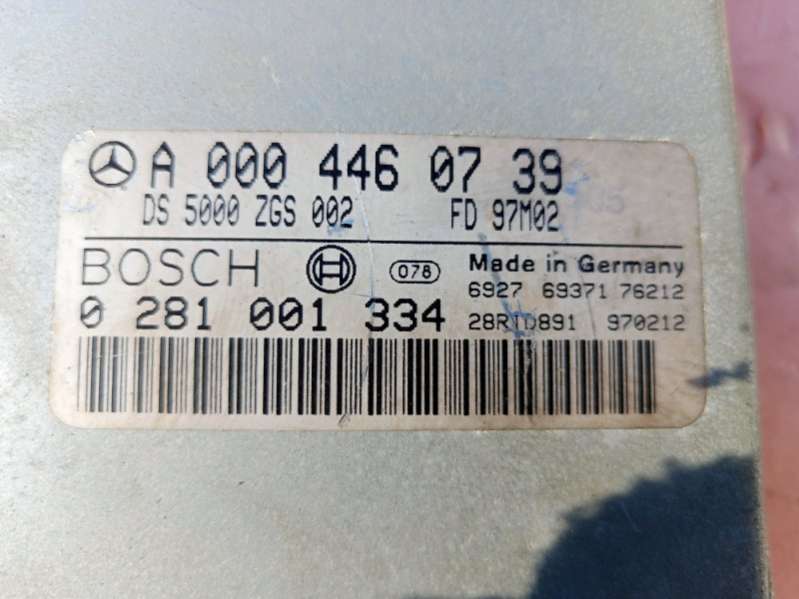 A 000 446 07 39
DS 5000 ZGS 002 FD 97M02
BOSCH 078 Made in Germany
6927 69371 76212
0 281 001 334 28RTD891 970212